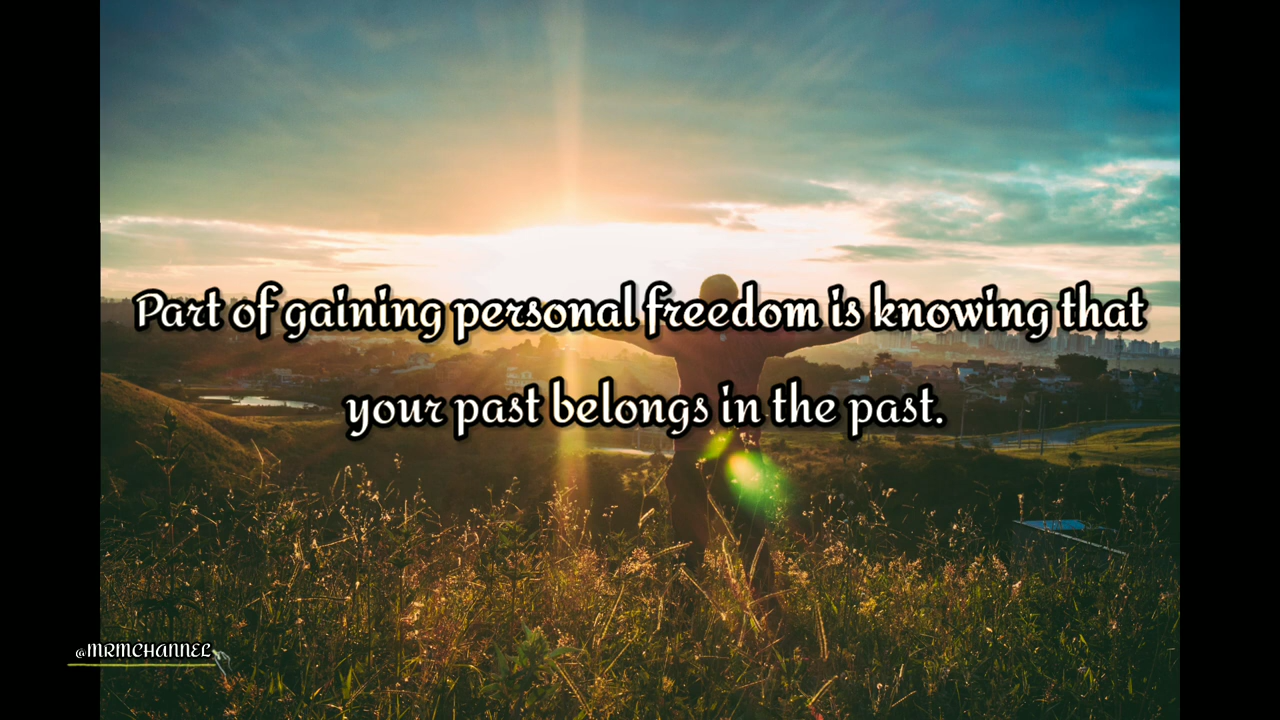 Part of gaining personal freedom is knowing that
your past belongs in the past.
@MRMCHANNEL